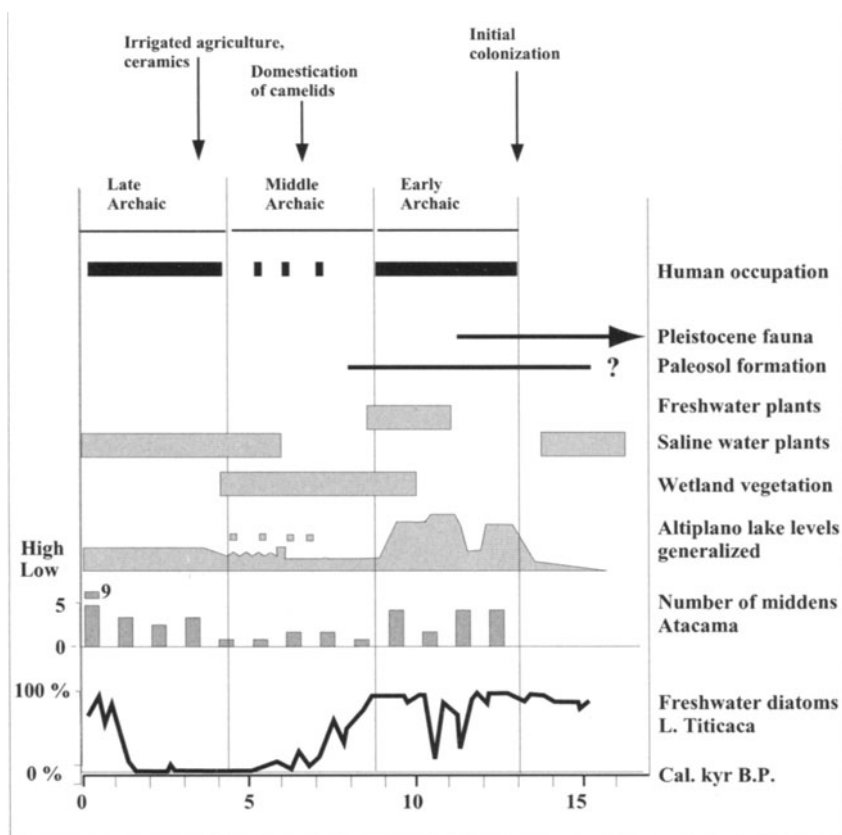 Irrigated agriculture,
ceramics
Domestication
of camelids
Initial
colonization
Late
Archaic
Middle
Archaic
Early
Archaic
Human occupation
Pleistocene fauna
?
Paleosol formation
Freshwater plants
Saline water plants
Wetland vegetation
High
Low
Altiplano lake levels
generalized
9
5
0
Number of middens
Atacama
100 %
0 %
Freshwater diatoms
L. Titicaca
Cal. kyr B.P.
0
5
10
15